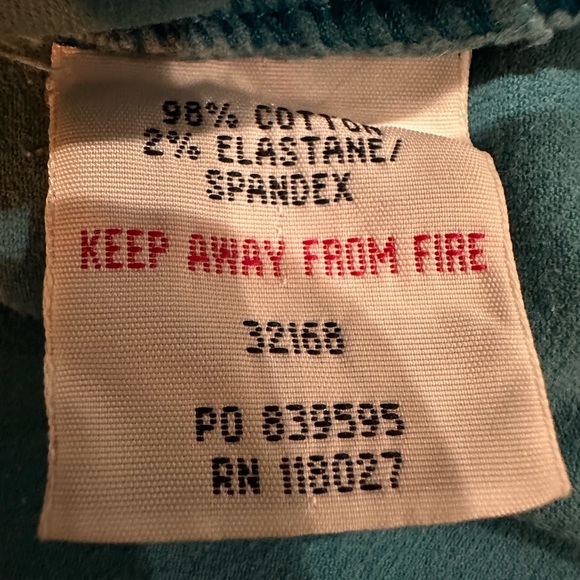 98% COTTON
2% ELASTANE/
SPANDEX
KEEP AWAY FROM FIRE
32168
PO 839595
RN 118027